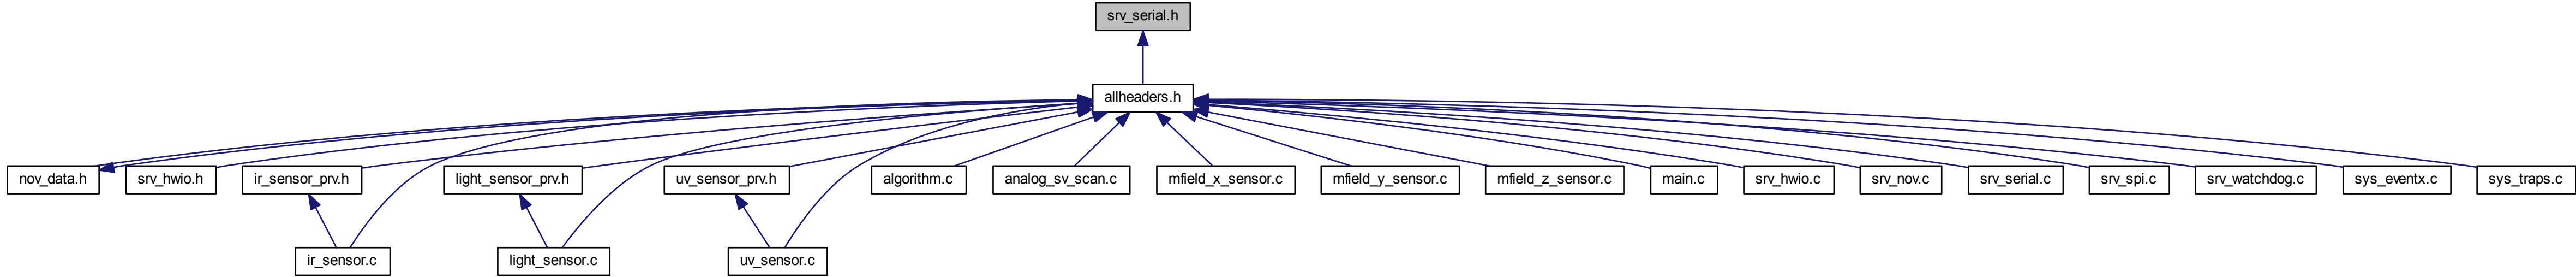 srv_serial.h
allheaders.h
nov_data.h
srv_hwio.h
ir_sensor_prv.h
light_sensor_prv.h
uv_sensor_prv.h
algorithm.c
analog_sv_scan.c
mfield_x_sensor.c
mfield_y_sensor.c
mfield_z_sensor.c
main.c
srv_hwio.c
srv_nov.c
srv_serial.c
srv_spi.c
srv_watchdog.c
sys_eventx.c
sys_traps.c
ir_sensor.c
light_sensor.c
uv_sensor.c